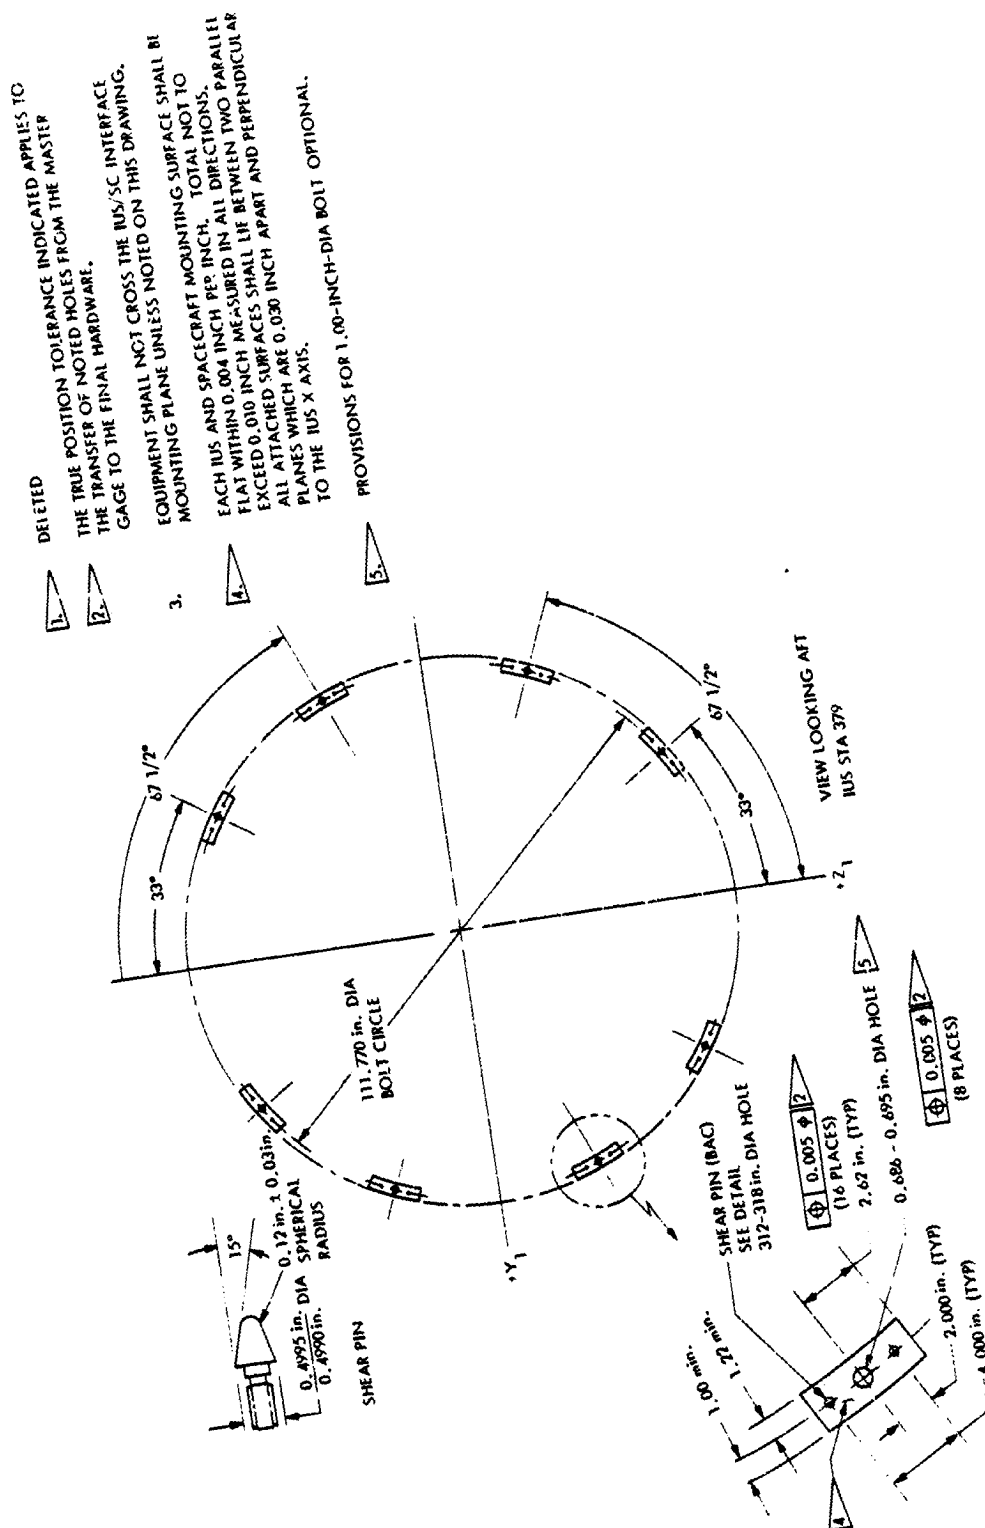 1. DELETED
2. THE TRUE POSITION TOLERANCE INDICATED APPLIES TO
THE TRANSFER OF NOTED HOLES FROM THE MASTER
GAGE TO THE FINAL HARDWARE.
3. EQUIPMENT SHALL NOT CROSS THE IUS/SC INTERFACE
MOUNTING PLANE UNLESS NOTED ON THIS DRAWING.
4. EACH IUS AND SPACECRAFT MOUNTING SURFACE SHALL BE
FLAT WITHIN 0.004 INCH PER INCH. TOTAL NOT TO
EXCEED 0.010 INCH MEASURED IN ALL DIRECTIONS.
ALL ATTACHED SURFACES SHALL LIE BETWEEN TWO PARALLEL
PLANES WHICH ARE 0.030 INCH APART AND PERPENDICULAR
TO THE IUS X AXIS.
5. PROVISIONS FOR 1.00-INCH-DIA BOLT OPTIONAL.
67 1/2°
33°
67 1/2°
33°
111.770 in. DIA
BOLT CIRCLE
+Y1
+Z1
VIEW LOOKING AFT
IUS STA 379
15°
0.12 in. ± 0.03 in.
SPHERICAL
RADIUS
0.4995 in. DIA
0.4990 in.
SHEAR PIN
SHEAR PIN (BAC)
SEE DETAIL
312-318 in. DIA HOLE
⌖ 0.005 ϕ 2
(16 PLACES)
2.62 in. (TYP)
0.686 - 0.695 in. DIA HOLE 5
⌖ 0.005 ϕ 2
(8 PLACES)
1.00 min.
1.22 min.
2.000 in. (TYP)
4.000 in. (TYP)
4